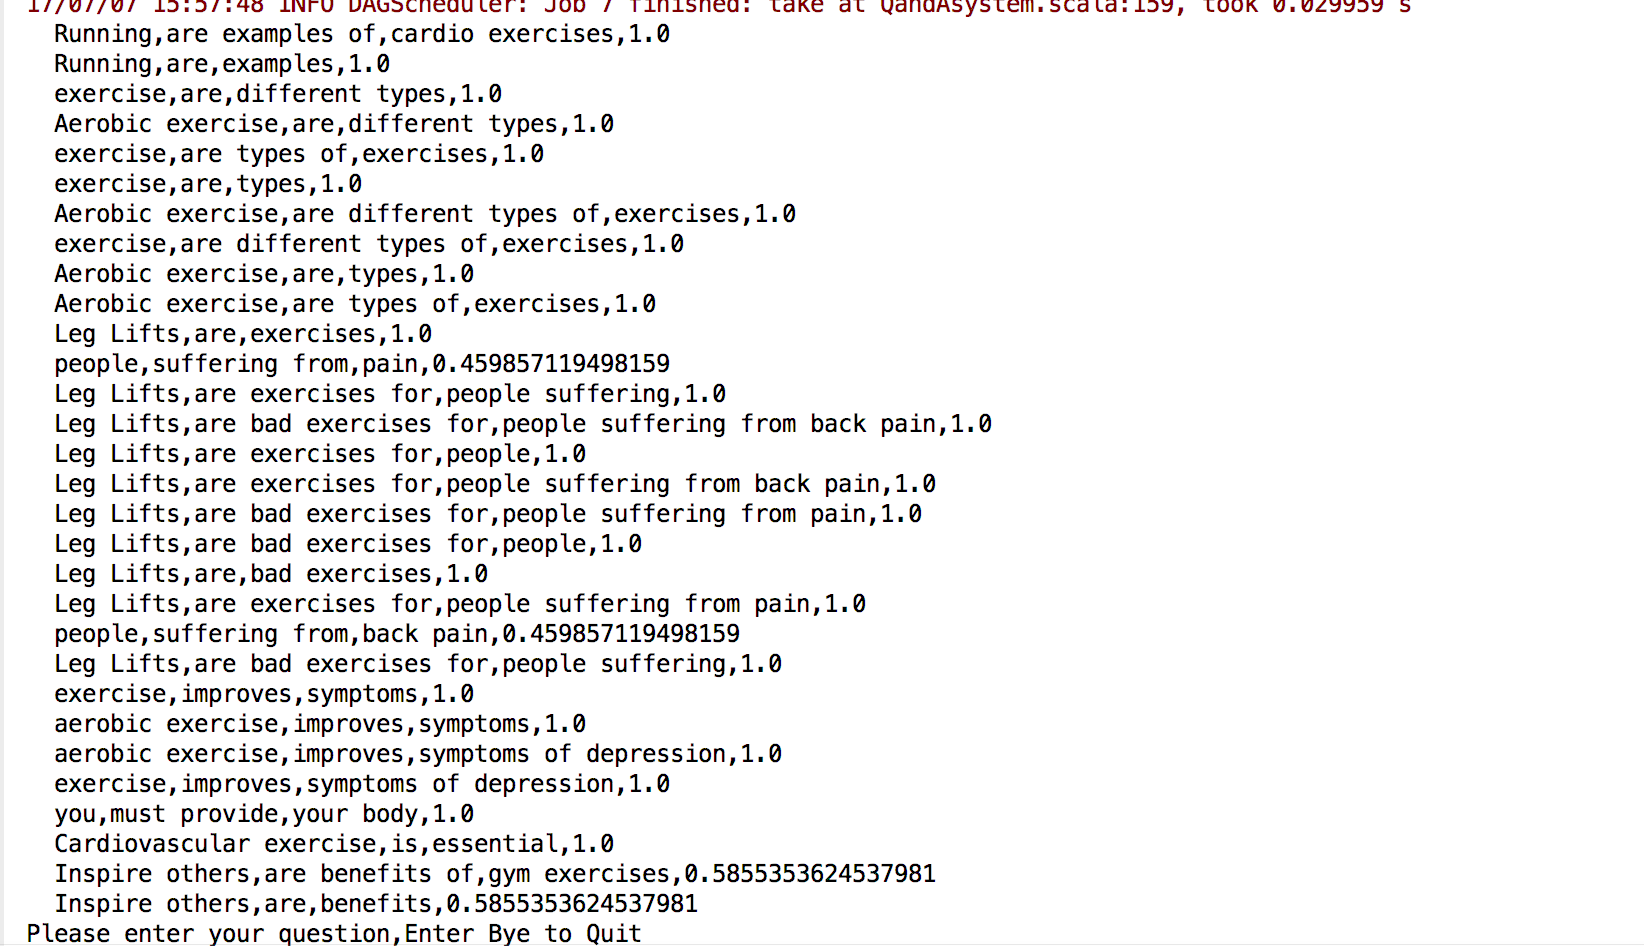 17/07/07 15:57:48 INFO DAGScheduler: Job 7 finished: take at QandAsystem.scala:159, took 0.029959 s
Running,are examples of,cardio exercises,1.0
Running,are,examples,1.0
exercise,are,different types,1.0
Aerobic exercise,are,different types,1.0
exercise,are types of,exercises,1.0
exercise,are,types,1.0
Aerobic exercise,are different types of,exercises,1.0
exercise,are different types of,exercises,1.0
Aerobic exercise,are,types,1.0
Aerobic exercise,are types of,exercises,1.0
Leg Lifts,are,exercises,1.0
people,suffering from,pain,0.459857119498159
Leg Lifts,are exercises for,people suffering,1.0
Leg Lifts,are bad exercises for,people suffering from back pain,1.0
Leg Lifts,are exercises for,people,1.0
Leg Lifts,are exercises for,people suffering from back pain,1.0
Leg Lifts,are bad exercises for,people suffering from pain,1.0
Leg Lifts,are bad exercises for,people,1.0
Leg Lifts,are,bad exercises,1.0
Leg Lifts,are exercises for,people suffering from pain,1.0
people,suffering from,back pain,0.459857119498159
Leg Lifts,are bad exercises for,people suffering,1.0
exercise,improves,symptoms,1.0
aerobic exercise,improves,symptoms,1.0
aerobic exercise,improves,symptoms of depression,1.0
exercise,improves,symptoms of depression,1.0
you,must provide,your body,1.0
Cardiovascular exercise,is,essential,1.0
Inspire others,are benefits of,gym exercises,0.5855353624537981
Inspire others,are,benefits,0.5855353624537981
Please enter your question,Enter Bye to Quit